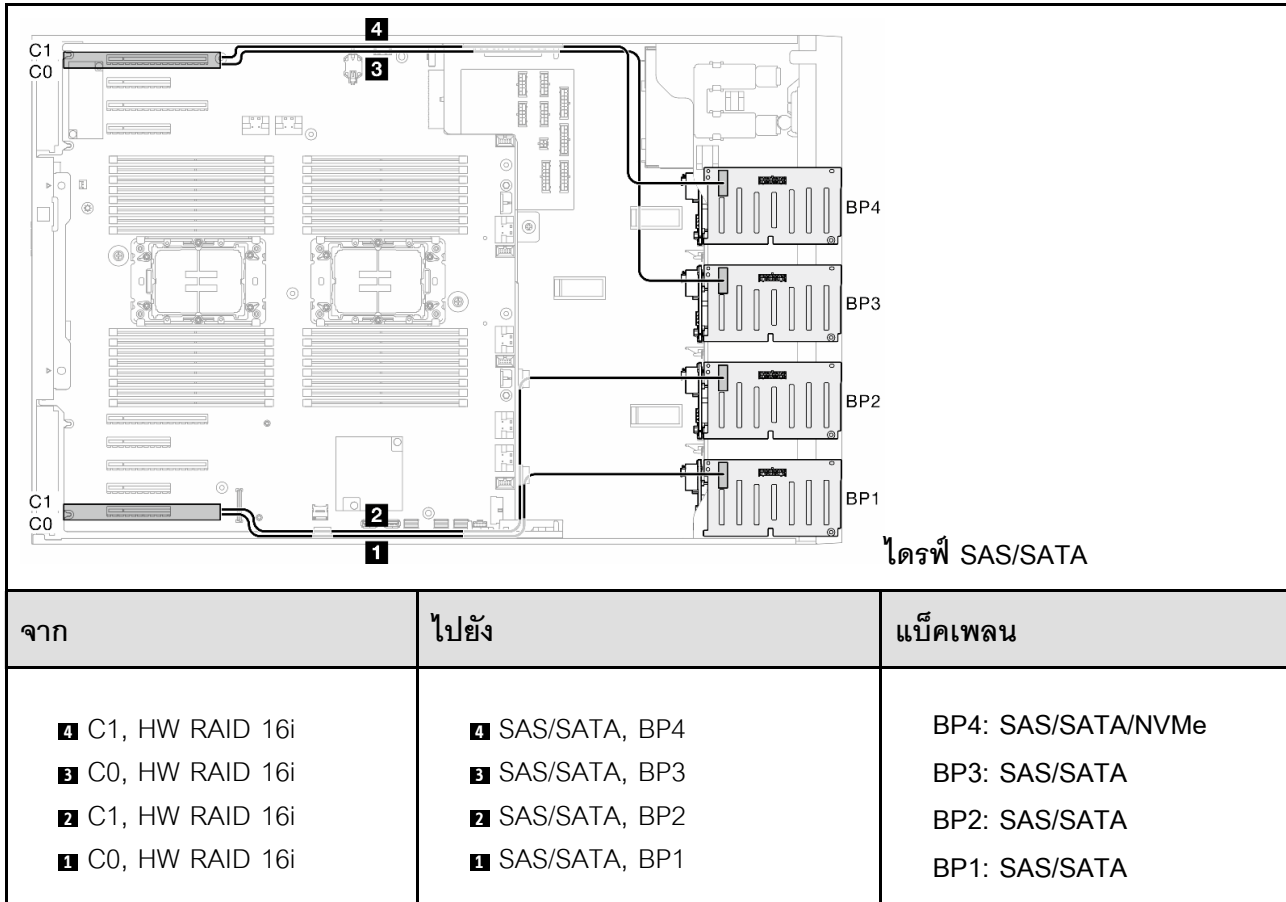 4
C1
C0
3
BP4
BP3
BP2
BP1
C1
C0
2
1
ไดรฟ์ SAS/SATA
จาก
ไปยัง
แบ็คเพลน
4 C1, HW RAID 16i
3 C0, HW RAID 16i
2 C1, HW RAID 16i
1 C0, HW RAID 16i
4 SAS/SATA, BP4
3 SAS/SATA, BP3
2 SAS/SATA, BP2
1 SAS/SATA, BP1
BP4: SAS/SATA/NVMe
BP3: SAS/SATA
BP2: SAS/SATA
BP1: SAS/SATA